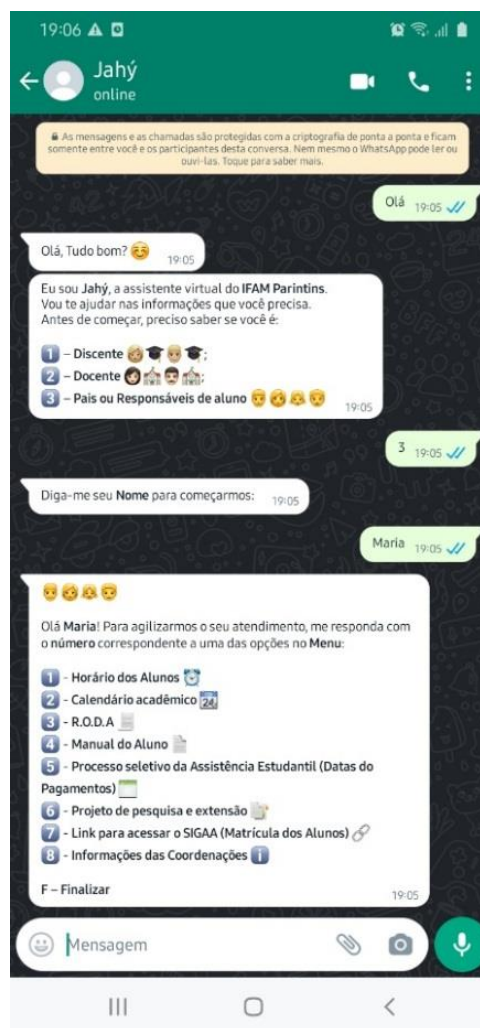 19:06
Jahý
online
As mensagens e as chamadas são protegidas com a criptografia de ponta a ponta e ficam
somente entre você e os participantes desta conversa. Nem mesmo o WhatsApp pode ler ou
ouvi-las. Toque para saber mais.
Olá 19:05
Olá, Tudo bom? ☺️ 19:05
Eu sou Jahý, a assistente virtual do IFAM Parintins.
Vou te ajudar nas informações que você precisa.
Antes de começar, preciso saber se você é:
1 – Discente
2 – Docente
3 – Pais ou Responsáveis de aluno
19:05
3 19:05
Diga-me seu Nome para começarmos: 19:05
Maria 19:05
Olá Maria! Para agilizarmos o seu atendimento, me responda com
o número correspondente a uma das opções no Menu:
1 - Horário dos Alunos
2 - Calendário acadêmico
3 - R.O.D.A
4 - Manual do Aluno
5 - Processo seletivo da Assistência Estudantil (Datas do
Pagamentos)
6 - Projeto de pesquisa e extensão
7 - Link para acessar o SIGAA (Matrícula dos Alunos)
8 - Informações das Coordenações
F – Finalizar
19:05
Mensagem